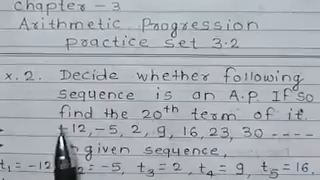 chapter - 3
Arithmetic Progression
practice set 3.2
x. 2. Decide whether following
sequence is an A.P. If so
find the 20th term of it.
-12, -5, 2, 9, 16, 23, 30 ----
given sequence,
t₁ = -12 = -5, t₃ = 2, t₄ = 9, t₅ = 16,